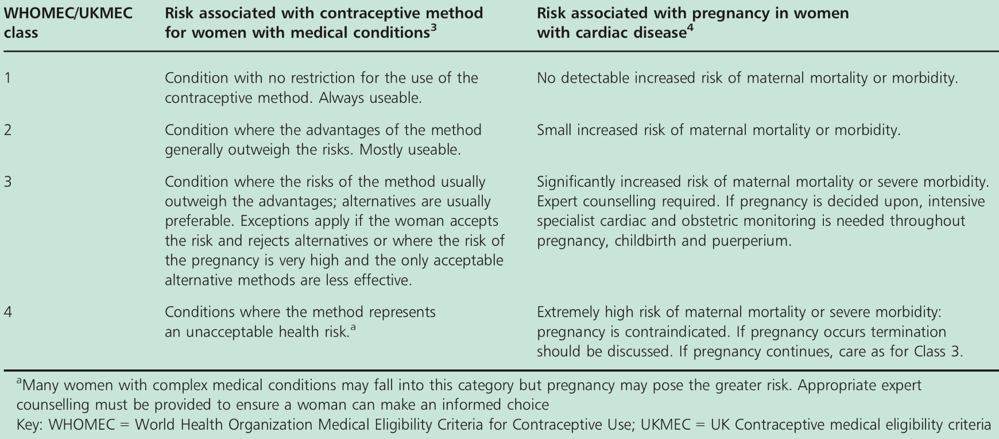 WHOMEC/UKMEC class | Risk associated with contraceptive method for women with medical conditions3 | Risk associated with pregnancy in women with cardiac disease4
1 | Condition with no restriction for the use of the contraceptive method. Always useable. | No detectable increased risk of maternal mortality or morbidity.
2 | Condition where the advantages of the method generally outweigh the risks. Mostly useable. | Small increased risk of maternal mortality or morbidity.
3 | Condition where the risks of the method usually outweigh the advantages; alternatives are usually preferable. Exceptions apply if the woman accepts the risk and rejects alternatives or where the risk of the pregnancy is very high and the only acceptable alternative methods are less effective. | Significantly increased risk of maternal mortality or severe morbidity. Expert counselling required. If pregnancy is decided upon, intensive specialist cardiac and obstetric monitoring is needed throughout pregnancy, childbirth and puerperium.
4 | Conditions where the method represents an unacceptable health risk.a | Extremely high risk of maternal mortality or severe morbidity: pregnancy is contraindicated. If pregnancy occurs termination should be discussed. If pregnancy continues, care as for Class 3.
aMany women with complex medical conditions may fall into this category but pregnancy may pose the greater risk. Appropriate expert
counselling must be provided to ensure a woman can make an informed choice
Key: WHOMEC = World Health Organization Medical Eligibility Criteria for Contraceptive Use; UKMEC = UK Contraceptive medical eligibility criteria